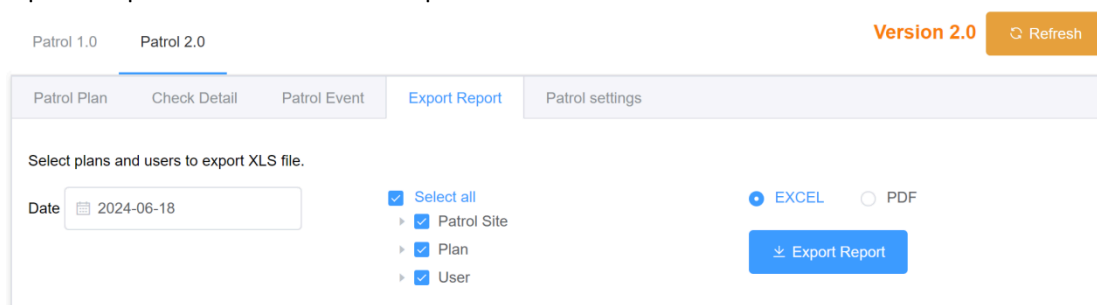 Patrol 1.0 Patrol 2.0 Version 2.0 Refresh
Patrol Plan Check Detail Patrol Event Export Report Patrol settings
Select plans and users to export XLS file.
Date 2024-06-18 Select all EXCEL PDF
Patrol Site
Plan Export Report
User